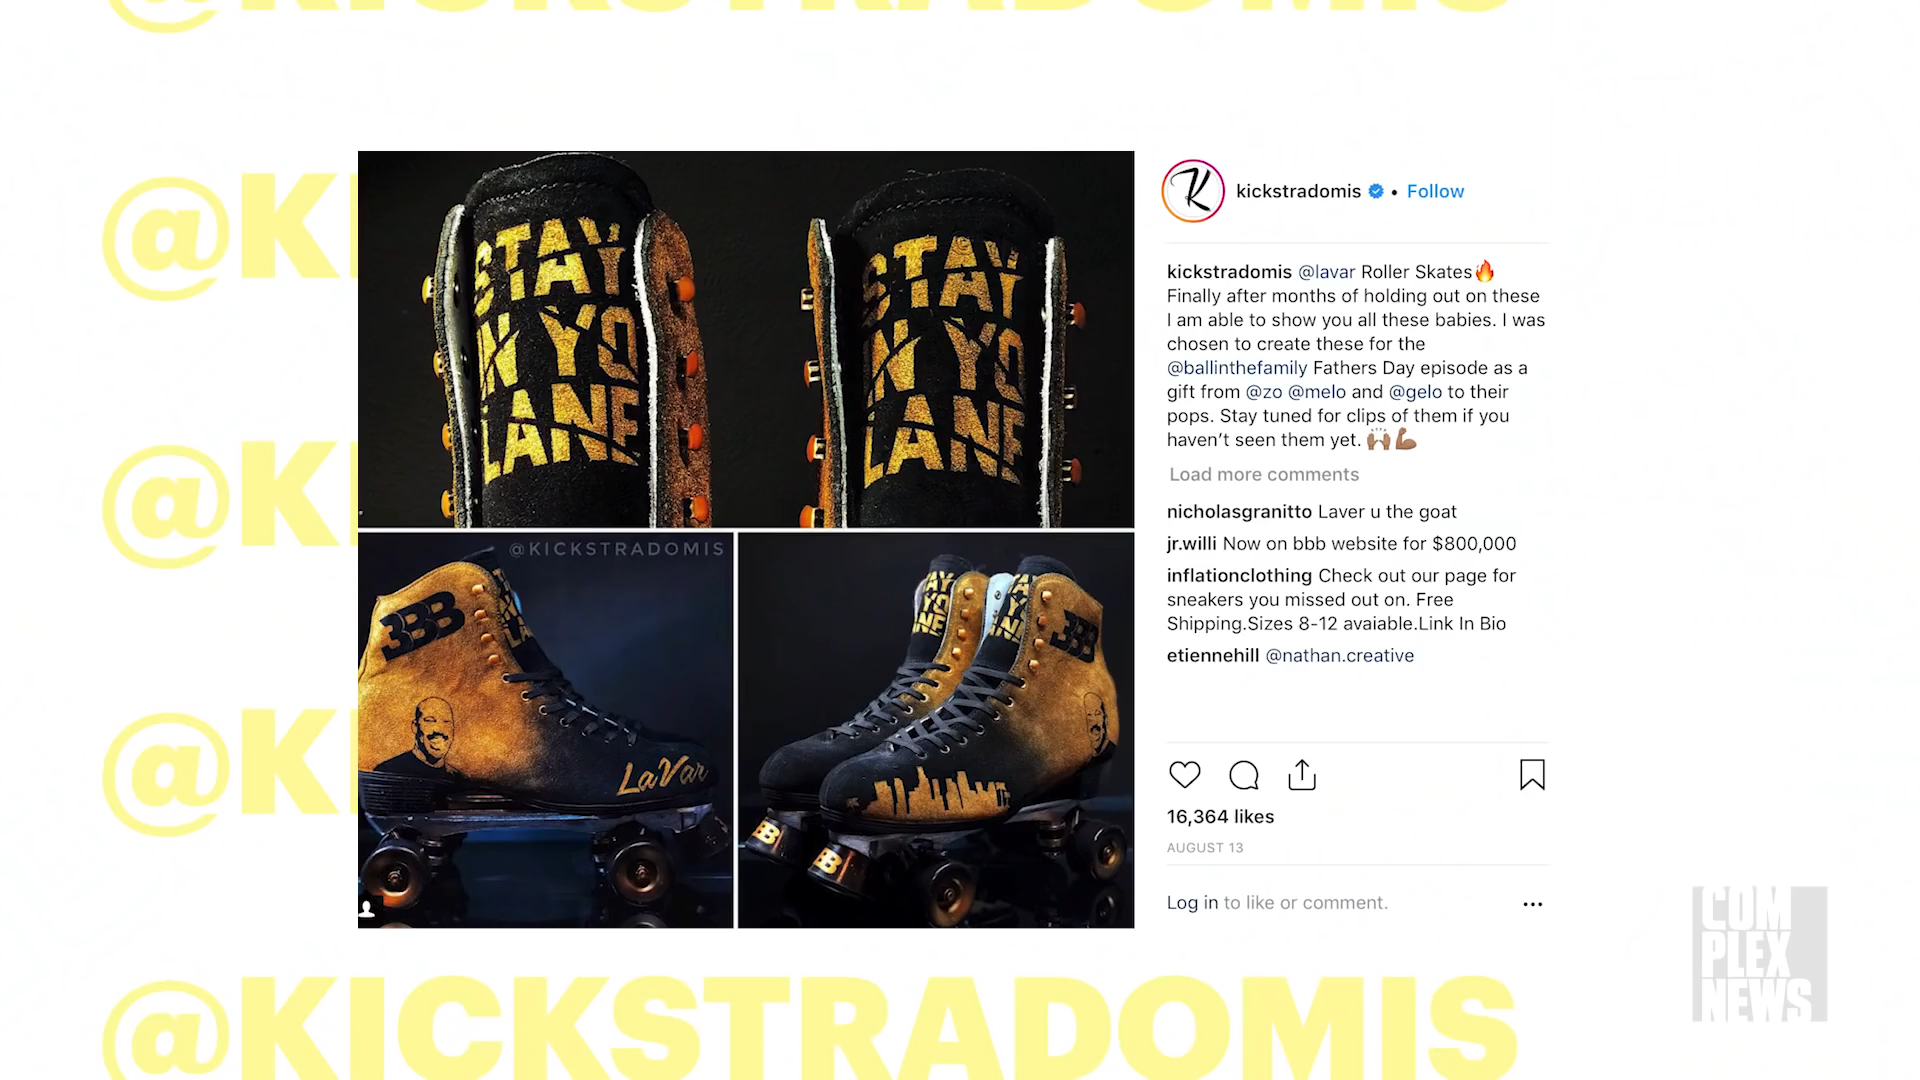 @KICKSTRADOMIS
@KI
@KI
@KI
@KICKSTRADOMIS
STAY
IN YO
LANE
STAY
IN YO
LANE
@KICKSTRADOMIS
BBB
LaVar
BBB
BB
B
kickstradomis • Follow
kickstradomis @lavar Roller Skates🔥
Finally after months of holding out on these
I am able to show you all these babies. I was
chosen to create these for the
@ballinthefamily Fathers Day episode as a
gift from @zo @melo and @gelo to their
pops. Stay tuned for clips of them if you
haven’t seen them yet. 🙌🏽💪🏽
Load more comments
nicholasgranitto Laver u the goat
jr.willi Now on bbb website for $800,000
inflationclothing Check out our page for
sneakers you missed out on. Free
Shipping.Sizes 8-12 avaiable.Link In Bio
etiennehill @nathan.creative
16,364 likes
AUGUST 13
Log in to like or comment.
COM
PLEX
NEWS